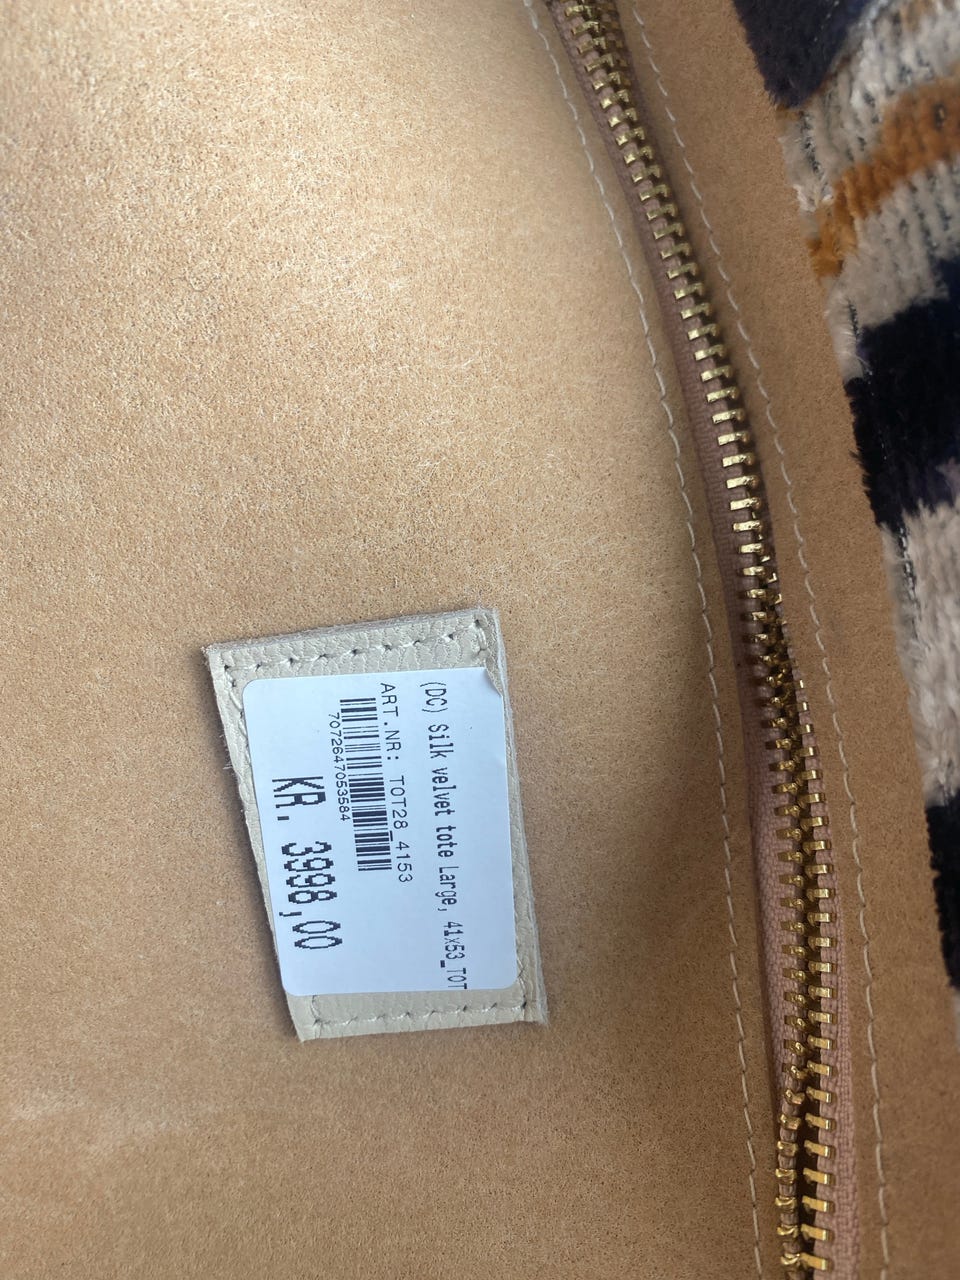 (DC) Silk velvet tote Large, 41x53_TOT
ART.NR: TOT28_4153
7072647053584
KR. 3998,00